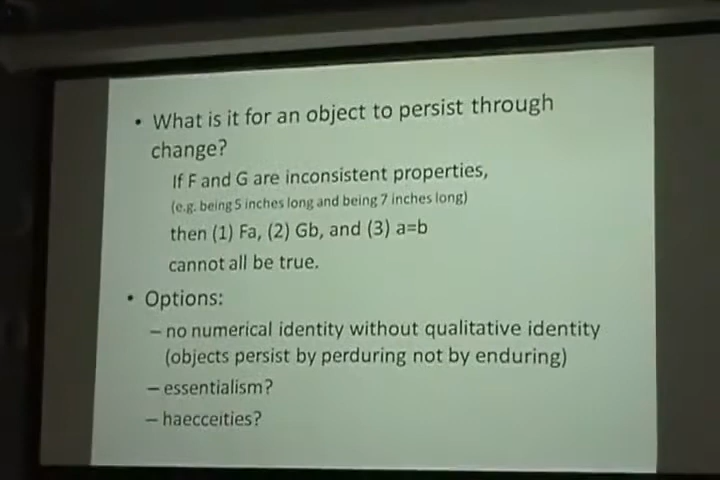 • What is it for an object to persist through
change?
If F and G are inconsistent properties,
(e.g. being 5 inches long and being 7 inches long)
then (1) Fa, (2) Gb, and (3) a=b
cannot all be true.
• Options:
– no numerical identity without qualitative identity
(objects persist by perduring not by enduring)
– essentialism?
– haecceities?